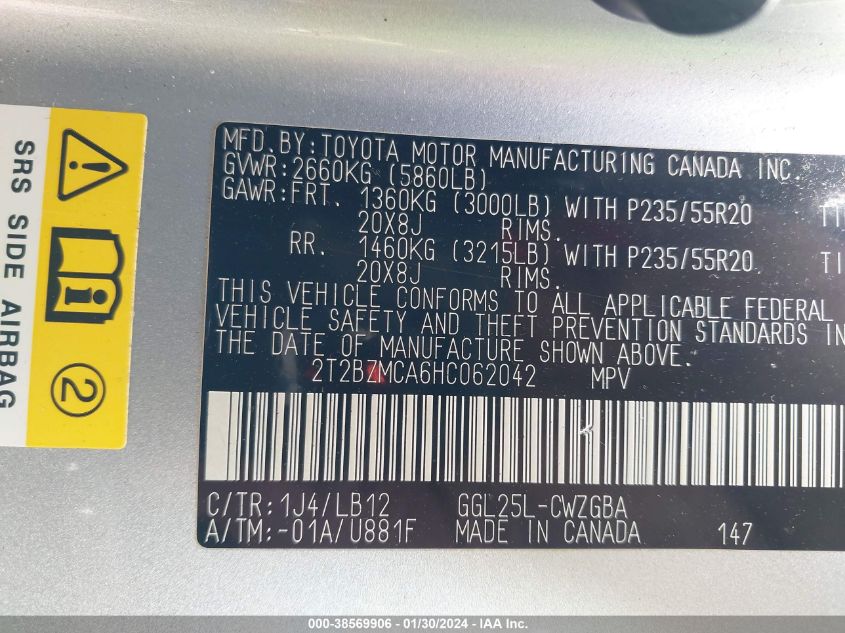 SRS SIDE AIRBAG
2
MFD. BY: TOYOTA MOTOR MANUFACTURING CANADA INC.
GVWR: 2660KG (5860LB)
GAWR: FRT. 1360KG (3000LB) WITH P235/55R20
20X8J RIMS.
RR. 1460KG (3215LB) WITH P235/55R20
20X8J RIMS.
THIS VEHICLE CONFORMS TO ALL APPLICABLE FEDERAL
VEHICLE SAFETY AND THEFT PREVENTION STANDARDS IN
THE DATE OF MANUFACTURE SHOWN ABOVE.
2T2BZMCA6HC062042 MPV
C/TR: 1J4/LB12 GGL25L-CWZGBA
A/TM: -01A/U881F MADE IN CANADA 147
000-38569906 - 01/30/2024 - IAA Inc.